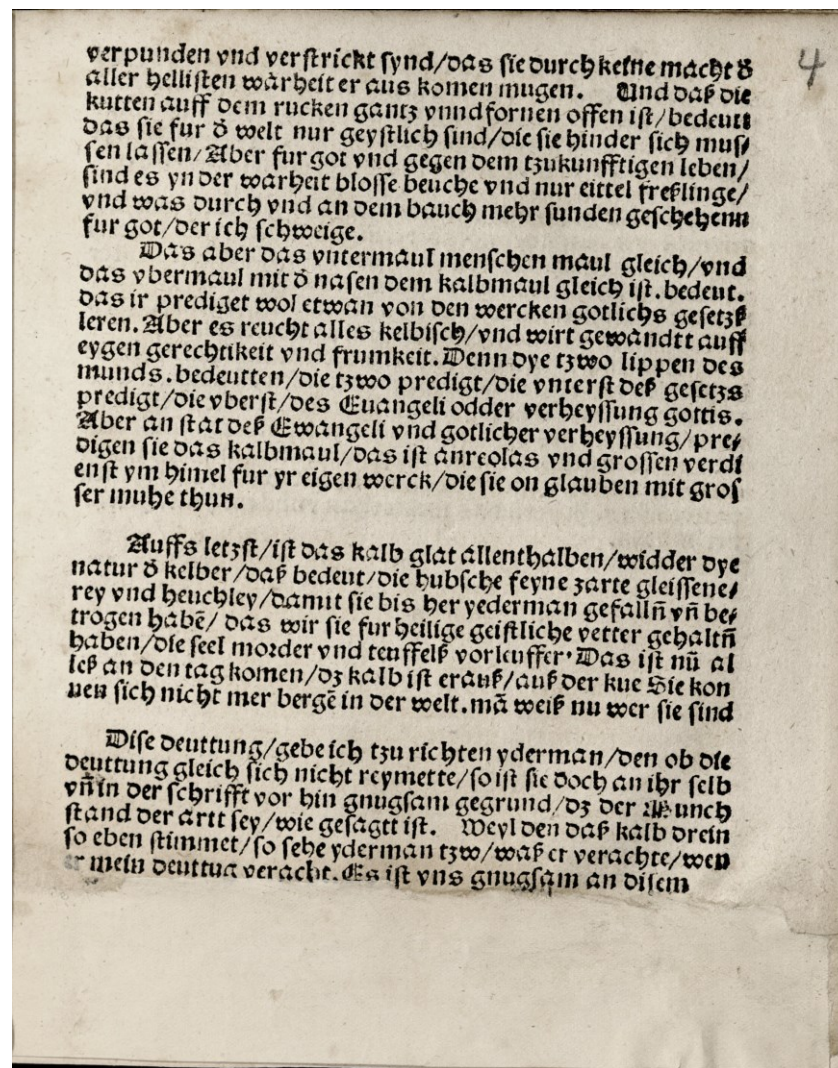 4
verpunden vnd verstrickt synd/das sie durch keine macht d̄
aller hellisten warheit er aus komen mugen. Und daß die
kutten auff dem rucken gantz vnnd fornen offen ist/bedeutt
das sie fur d̄ welt nur geystlich sind/die sie hinder sich mus/
sen lassen/Aber fur got vnd gegen dem tzukunfftigen leben/
sind es yn der warheit blosse beuche vnd nur eittel freßlinge/
vnd was durch vnd an dem bauch mehr sunden geschehenn
fur got/der ich schweige.
Das aber das vntermaul menschen maul gleich/vnd
das vbermaul mit d̄ nasen dem kalbmaul gleich ist. bedeut.
das ir prediget wol etwan von den wercken gotlichs gesetzß
leren. Aber es reucht alles kelbisch/vnd wirt gewandtt auff
eygen gerechtikeit vnd frumkeit. Denn dye tzwo lippen des
munds. bedeutten/die tzwo predigt/die vnterst deß gesetzs
predigt/die vberst/des Euangeli odder verheyssung gottis.
Aber an stat deß Ewangeli vnd gotlicher verheyssung/pre/
digen sie das kalbmaul/das ist anreolas vnd grossen verdi
enst ym himel fur yr eigen werck/die sie on glauben mit gros
ser muhe thun.
Auffs letzst/ist das kalb glat allenthalben/widder dye
natur d̄ kelber/daß bedeut/die hubsche feyne zarte gleissene/
rey vnd heuchley/damit sie bis her yederman gefallñ vñ be/
trogen habē/ das wir sie fur heilige geistliche vetter gehaltñ
haben/die seel morder vnd teuffelß vorleuffer. Das ist nū al
leß an den tag komen/dz kalb ist erauß/auß der kue Sie kon
nen sich nicht mer bergē in der welt. mā weiß nu wer sie sind
Dise deuttung/gebe ich tzu richten yderman/den ob die
deuttung gleich sich nicht reymette/so ist sie doch an ihr selb
vñ in der schrifft vor hin gnugsam gegrund/dz der Munch
stand der artt sey/wie gesagtt ist. Weyl den daß kalb drein
so eben stimmet/so sehe yderman tzw/waß er verachte/wen
er mein deuttug veracht. Es ist vns gnugsam an disem